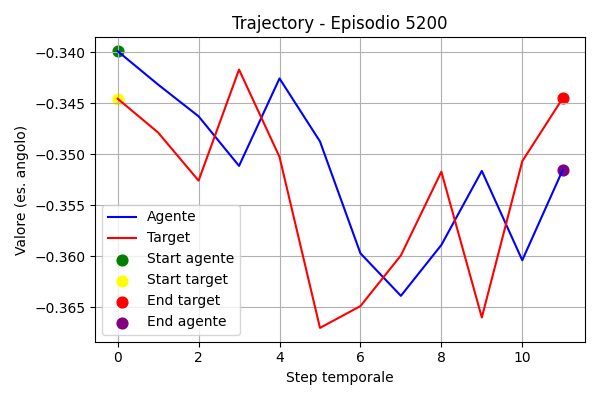 Trajectory - Episodio 5200
Valore (es. angolo)
−0.340
−0.345
−0.350
−0.355
−0.360
−0.365
Agente
Target
Start agente
Start target
End target
End agente
0 2 4 6 8 10
Step temporale